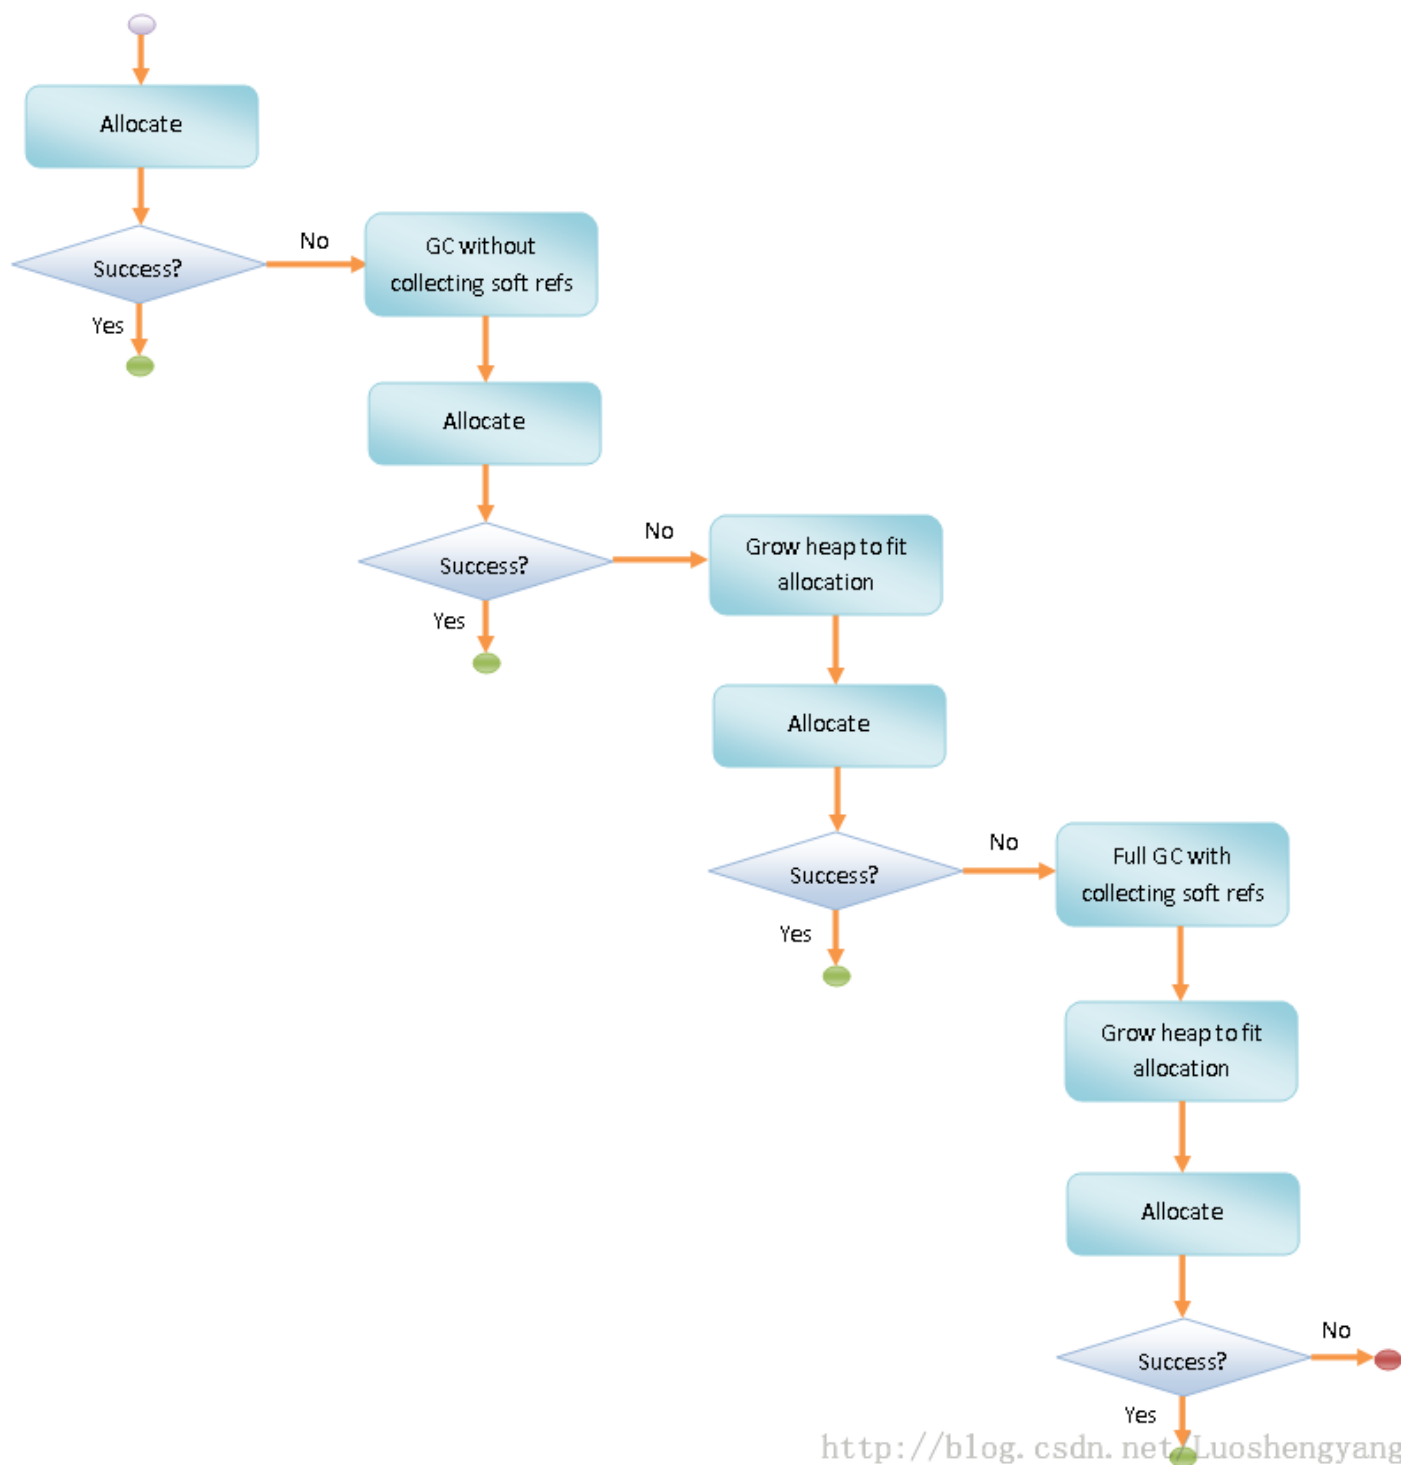 Allocate
Success?
No
GC without
collecting soft refs
Yes
Allocate
Success?
No
Grow heap to fit
allocation
Yes
Allocate
Success?
No
Full GC with
collecting soft refs
Yes
Grow heap to fit
allocation
Allocate
Success?
No
Yes
http://blog.csdn.net/Luoshengyang